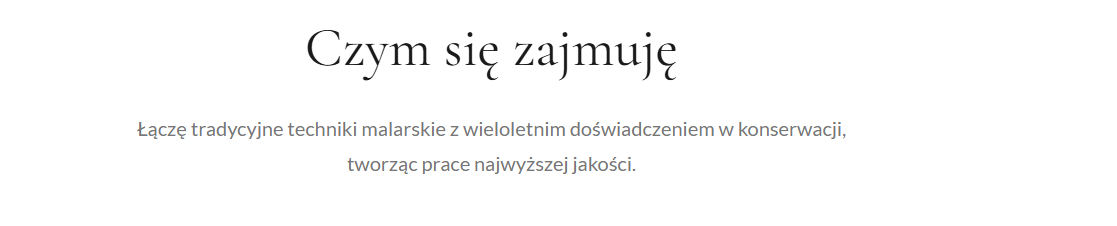 Czym się zajmuję
Łączę tradycyjne techniki malarskie z wieloletnim doświadczeniem w konserwacji,
tworząc prace najwyższej jakości.